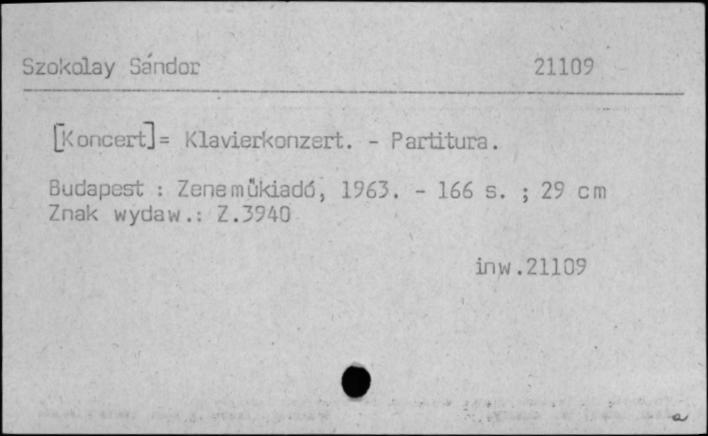 Szokolay Sándor 21109
[Koncert]= Klavierkonzert. - Partitura.
Budapest : Zeneműkiadó, 1963. - 166 s. ; 29 cm
Znak wydaw.: Z.3940
inw.21109
a